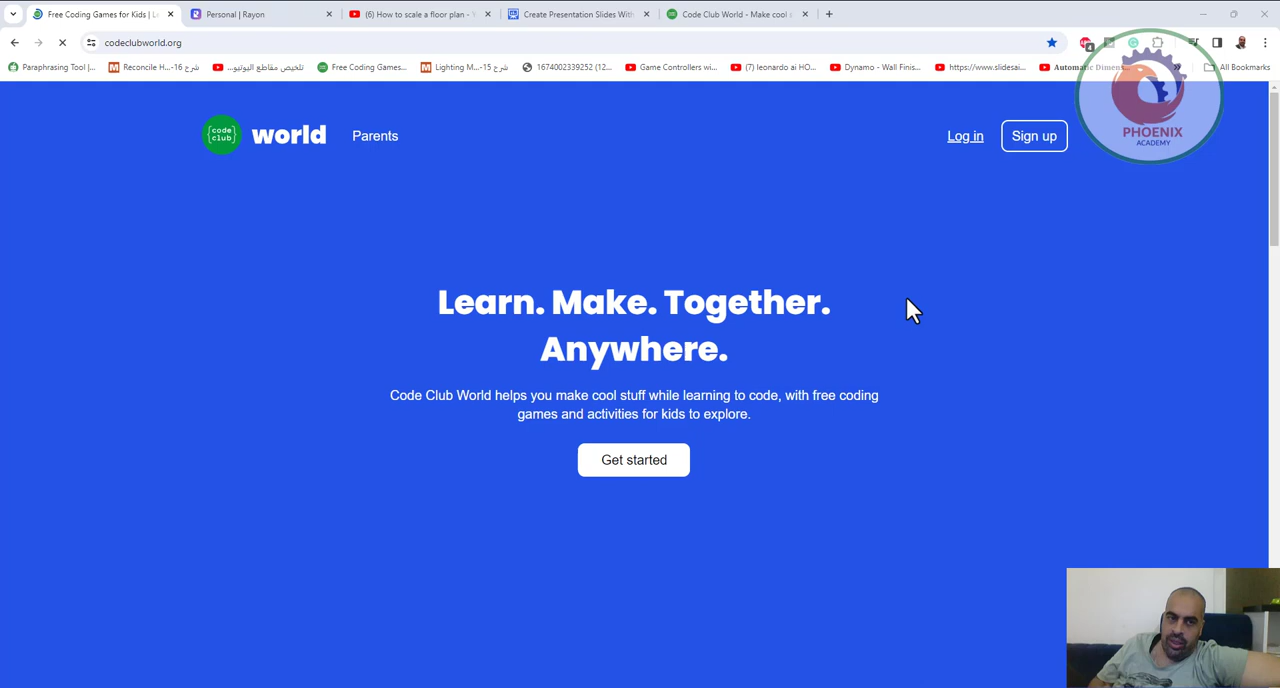 Free Coding Games for Kids | L
Personal | Rayon
(6) How to scale a floor plan - Y
Create Presentation Slides With
Code Club World - Make cool s
codeclubworld.org
Paraphrasing Tool |...
Reconcile H...-16 شرح
تلخيص مقاطع اليوتيو...
Free Coding Games...
Lighting M...-15 شرح
1674002339252 (12...
Game Controllers wi...
(7) leonardo ai HO...
Dynamo - Wall Finis...
https://www.slidesai...
Automatic Dimens...
All Bookmarks
{code club}
world
Parents
Log in
Sign up
PHOENIX
ACADEMY
Learn. Make. Together.
Anywhere.
Code Club World helps you make cool stuff while learning to code, with free coding
games and activities for kids to explore.
Get started